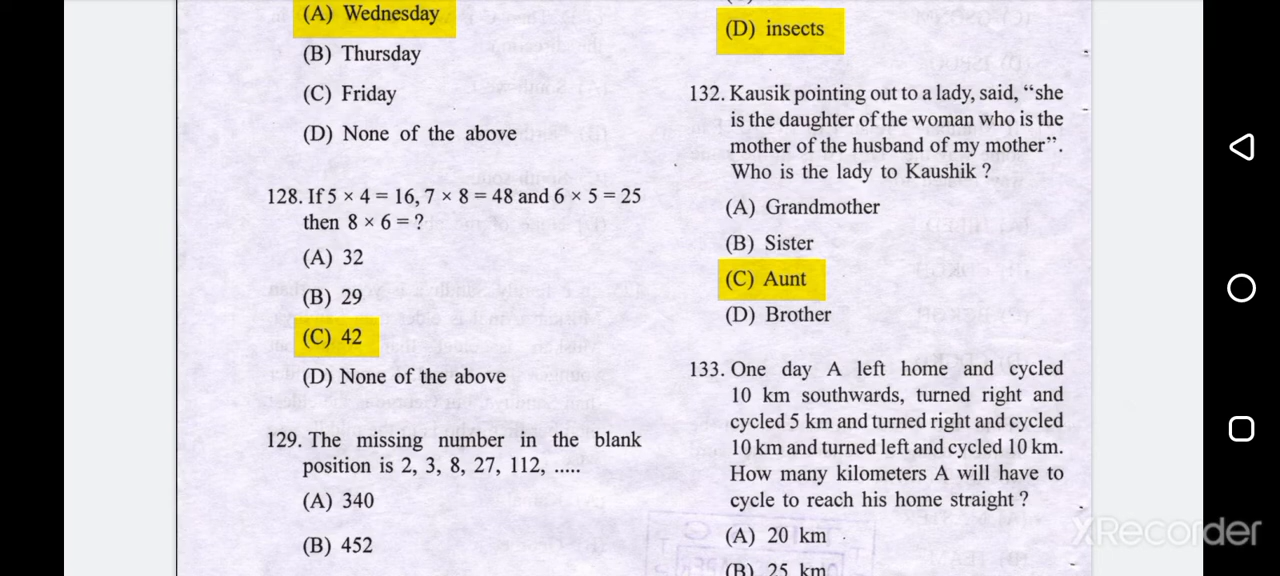 (A) Wednesday
(B) Thursday
(C) Friday
(D) None of the above
128. If 5 × 4 = 16, 7 × 8 = 48 and 6 × 5 = 25
then 8 × 6 = ?
(A) 32
(B) 29
(C) 42
(D) None of the above
129. The missing number in the blank
position is 2, 3, 8, 27, 112, .....
(A) 340
(B) 452
(D) insects
132. Kausik pointing out to a lady, said, “she
is the daughter of the woman who is the
mother of the husband of my mother”.
Who is the lady to Kaushik ?
(A) Grandmother
(B) Sister
(C) Aunt
(D) Brother
133. One day A left home and cycled
10 km southwards, turned right and
cycled 5 km and turned right and cycled
10 km and turned left and cycled 10 km.
How many kilometers A will have to
cycle to reach his home straight ?
(A) 20 km
(B) 25 km
XRecorder